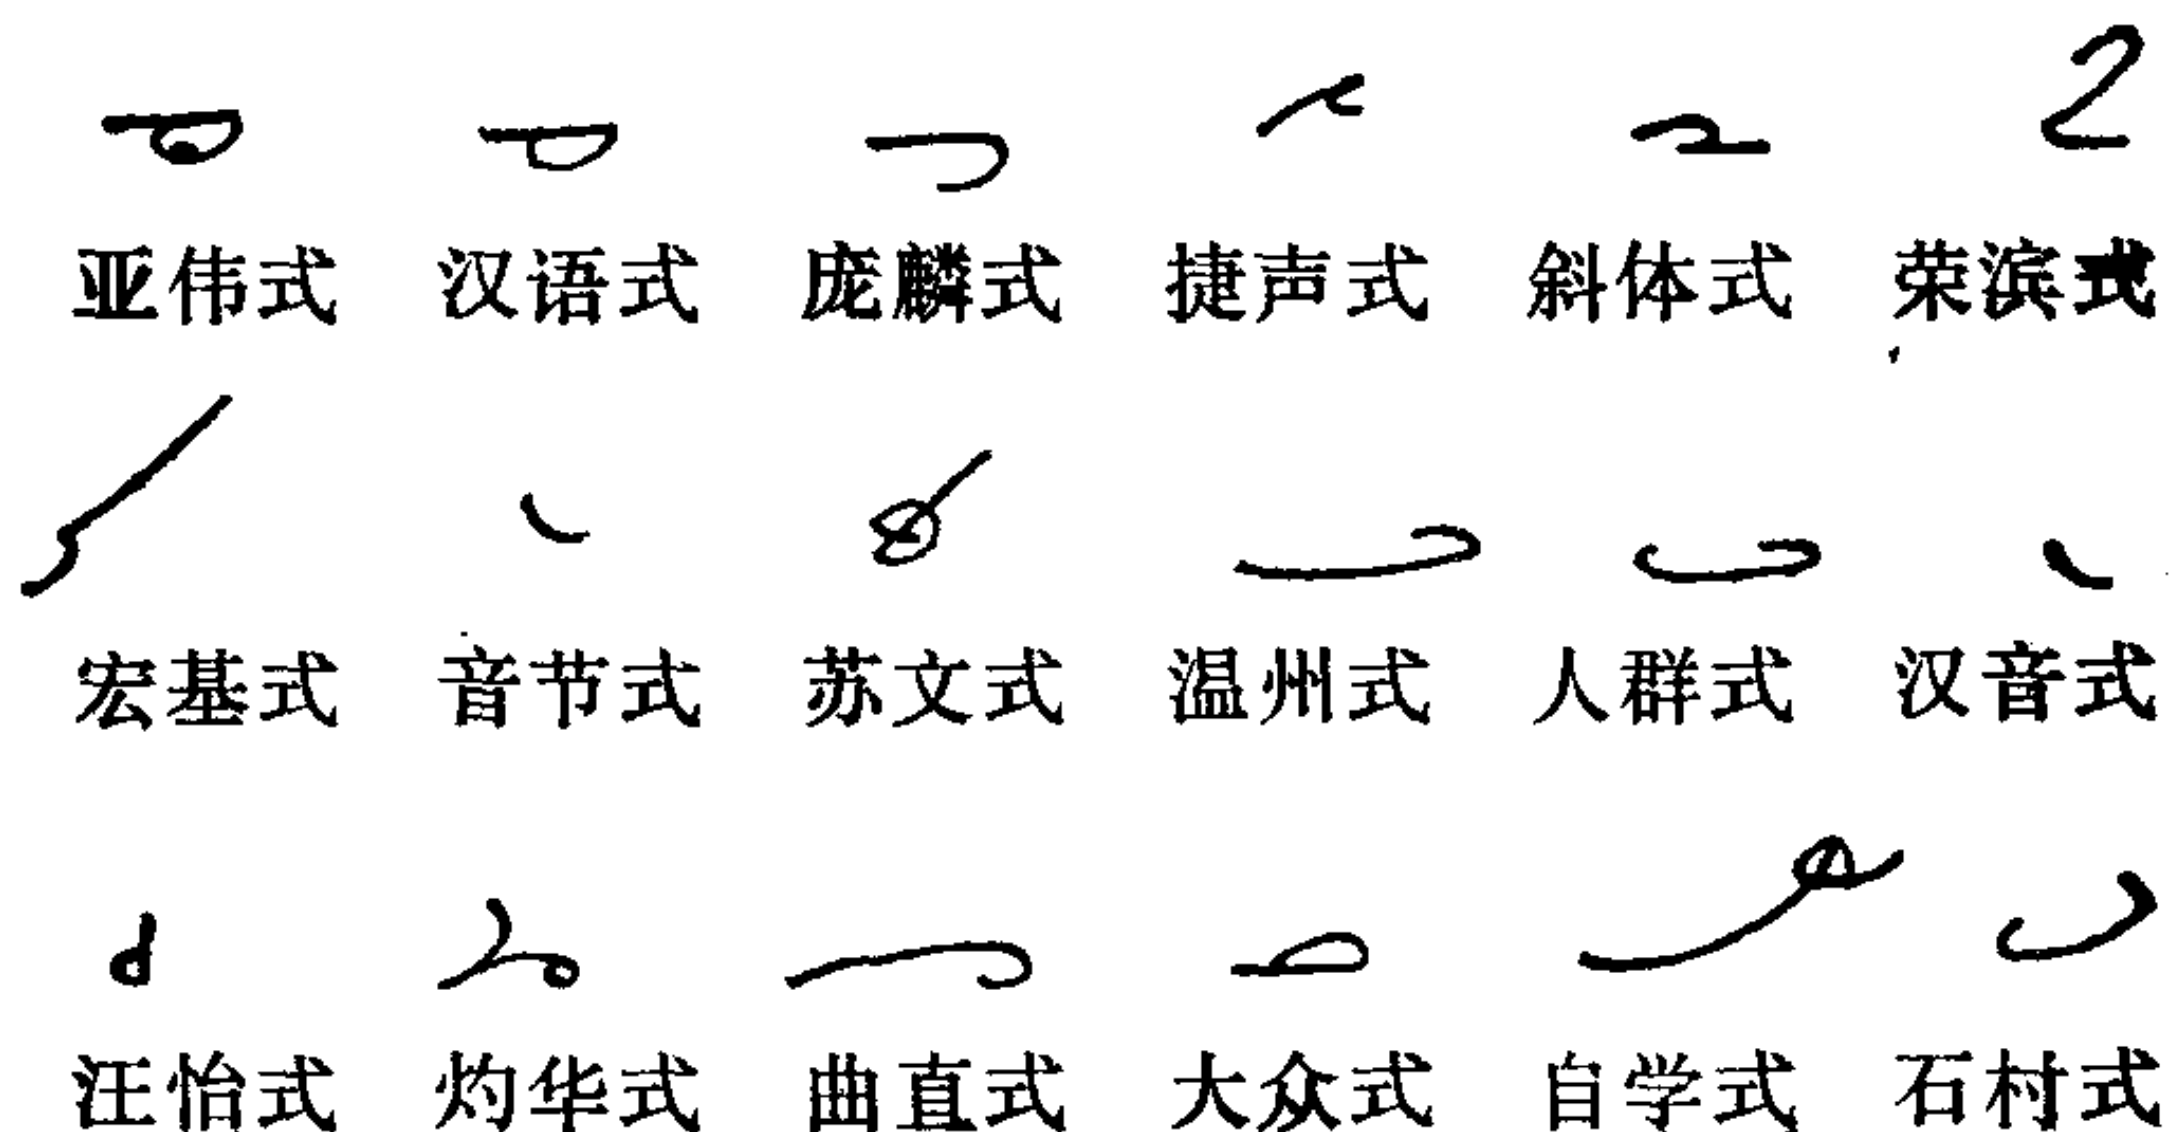 亚伟式 汉语式 庞麟式 捷声式 斜体式 荣滨式
宏基式 音节式 苏文式 温州式 人群式 汉音式
汪怡式 灼华式 曲直式 大众式 自学式 石村式